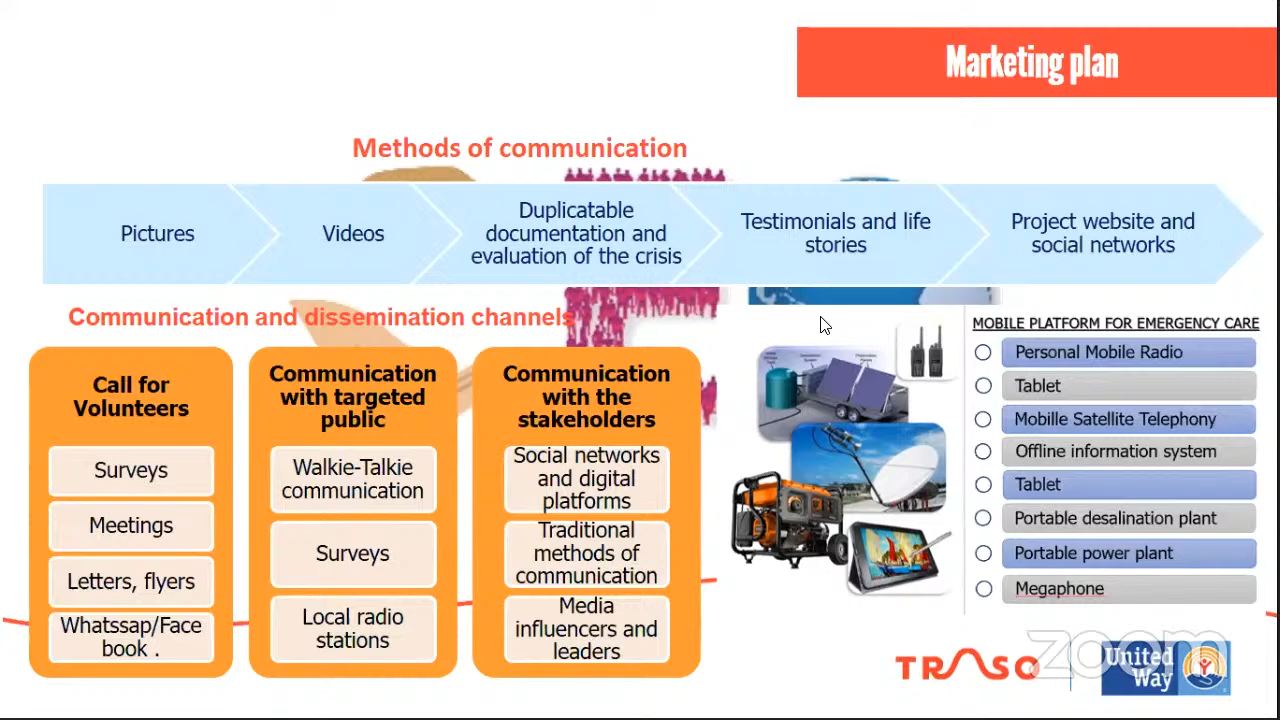 Marketing plan
Methods of communication
Pictures
Videos
Duplicatable
documentation and
evaluation of the crisis
Testimonials and life
stories
Project website and
social networks
Communication and dissemination channels
Call for
Volunteers
Surveys
Meetings
Letters, flyers
Whatssap/Face
book .
Communication
with targeted
public
Walkie-Talkie
communication
Surveys
Local radio
stations
Communication
with the
stakeholders
Social networks
and digital
platforms
Traditional
methods of
communication
Media
influencers and
leaders
MOBILE PLATFORM FOR EMERGENCY CARE
Personal Mobile Radio
Tablet
Mobille Satellite Telephony
Offline information system
Tablet
Portable desalination plant
Portable power plant
Megaphone
TRASO
zoom
United
Way